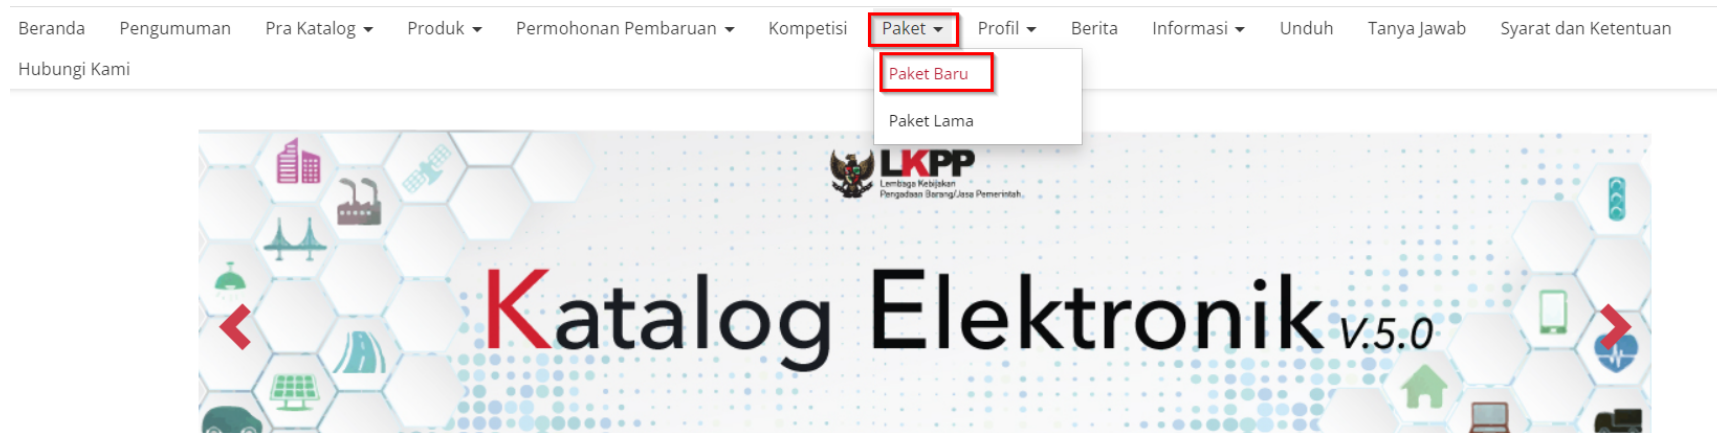 Beranda Pengumuman Pra Katalog Produk Permohonan Pembaruan Kompetisi Paket Profil Berita Informasi Unduh Tanya Jawab Syarat dan Ketentuan
Hubungi Kami
Paket Baru
Paket Lama
LKPP
Lembaga Kebijakan
Pengadaan Barang/Jasa Pemerintah
Katalog Elektronik V.5.0